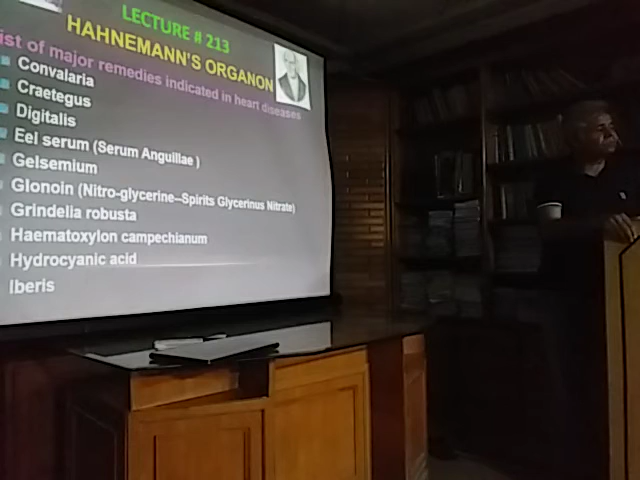 LECTURE # 213
HAHNEMANN'S ORGANON
ist of major remedies indicated in heart diseases
Convalaria
Craetegus
Digitalis
Eel serum (Serum Anguillae )
Gelsemium
Glonoin (Nitro-glycerine--Spirits Glycerinus Nitrate)
Grindelia robusta
Haematoxylon campechianum
Hydrocyanic acid
Iberis